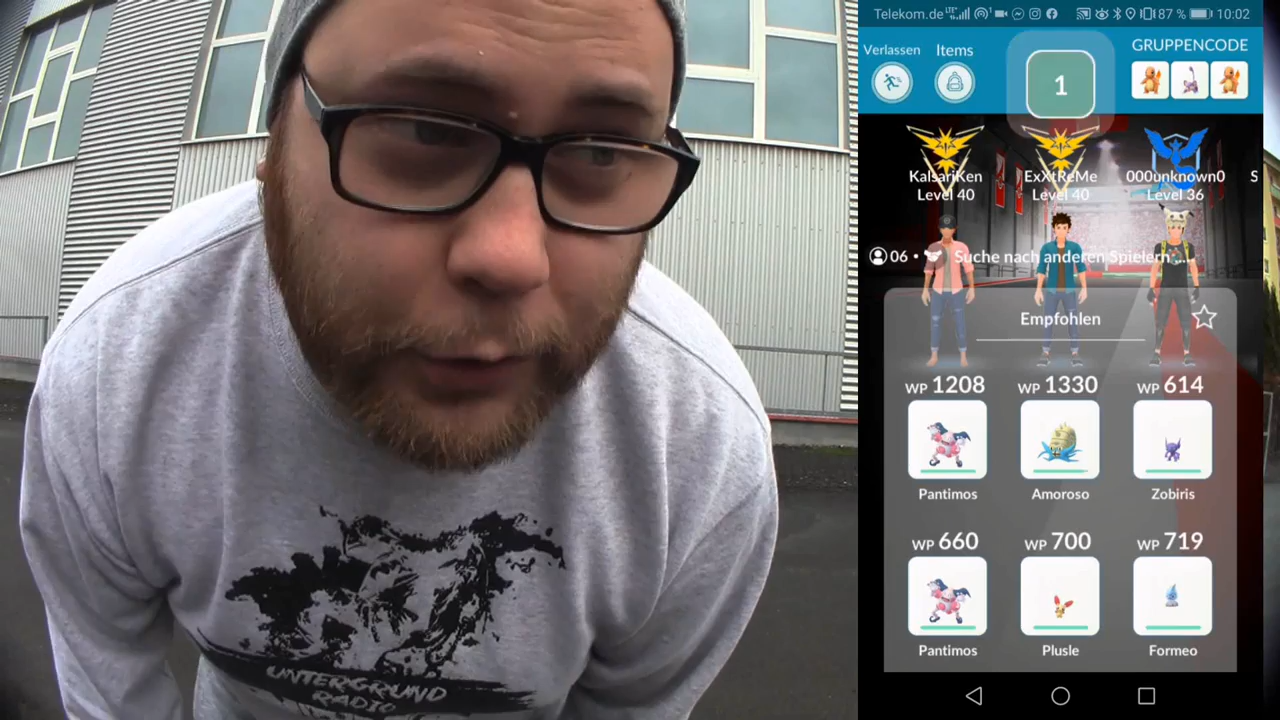 Telekom.de
87 %
10:02
Verlassen
Items
1
GRUPPENCODE
KalsariKen
Level 40
ExXtReMe
Level 40
000unknown0
Level 36
S
06 • Suche nach anderen Spielern ....
Empfohlen
WP 1208
WP 1330
WP 614
Pantimos
Amoroso
Zobiris
WP 660
WP 700
WP 719
Pantimos
Plusle
Formeo
UNTERGRUND
RADIO